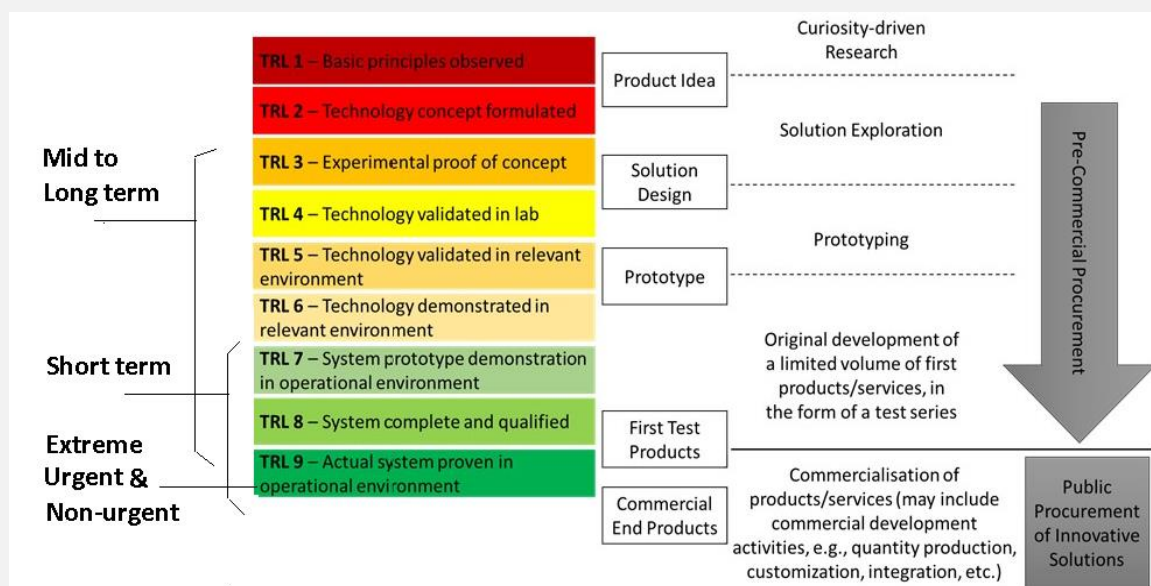 Mid to
Long term
Short term
Extreme
Urgent &
Non-urgent
TRL 1 – Basic principles observed
TRL 2 – Technology concept formulated
TRL 3 – Experimental proof of concept
TRL 4 – Technology validated in lab
TRL 5 – Technology validated in relevant
environment
TRL 6 – Technology demonstrated in
relevant environment
TRL 7 – System prototype demonstration
in operational environment
TRL 8 – System complete and qualified
TRL 9 – Actual system proven in
operational environment
Product Idea
Solution
Design
Prototype
First Test
Products
Commercial
End Products
Curiosity-driven
Research
Solution Exploration
Prototyping
Original development of
a limited volume of first
products/services, in
the form of a test series
Commercialisation of
products/services (may include
commercial development
activities, e.g., quantity production,
customization, integration, etc.)
Pre-Commercial Procurement
Public
Procurement
of Innovative
Solutions